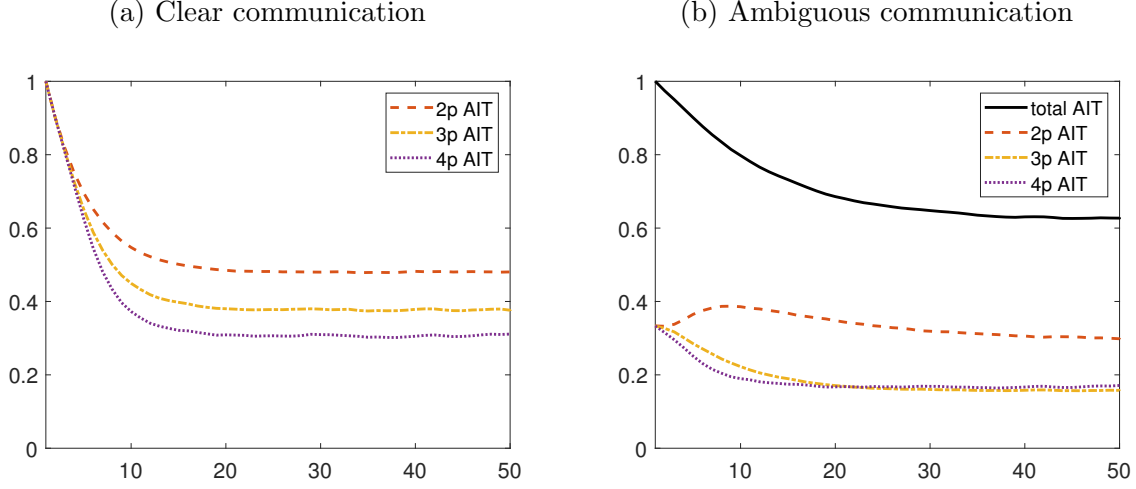 (a) Clear communication
1
0.8
0.6
0.4
0.2
0
10 20 30 40 50
2p AIT
3p AIT
4p AIT
(b) Ambiguous communication
1
0.8
0.6
0.4
0.2
0
10 20 30 40 50
total AIT
2p AIT
3p AIT
4p AIT